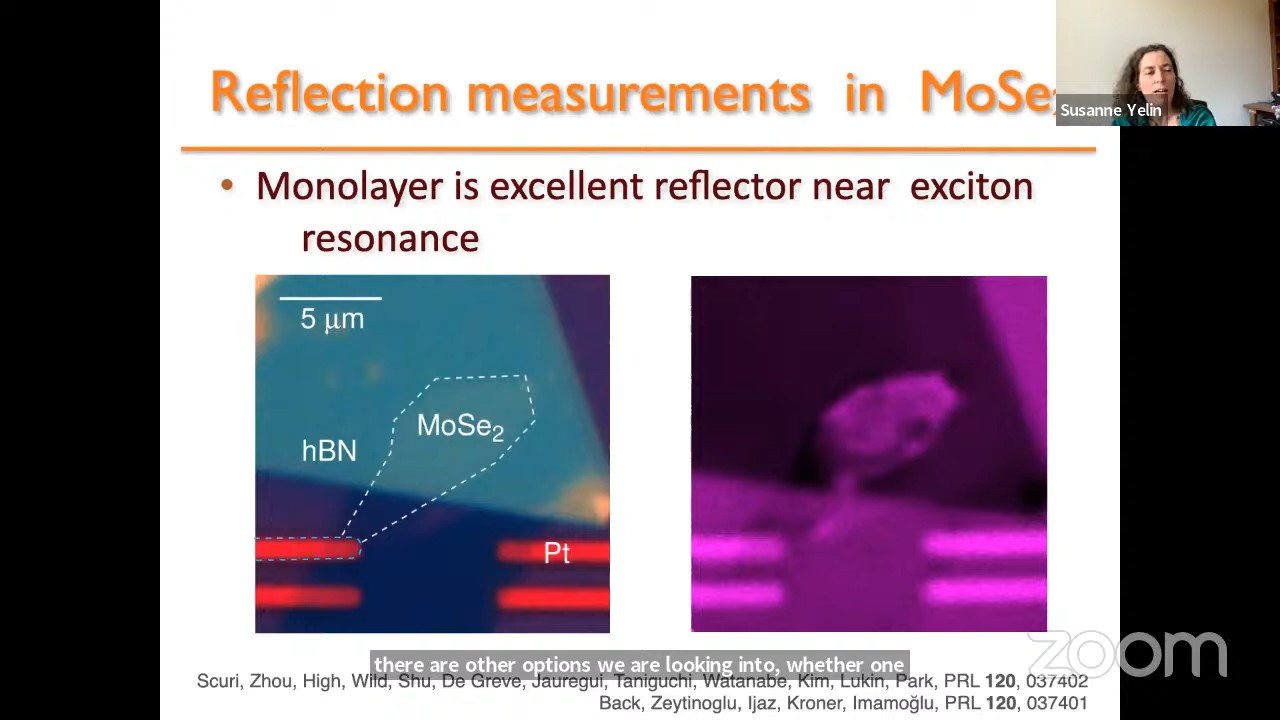 Reflection measurements in MoSe₂
Susanne Yelin
• Monolayer is excellent reflector near exciton
resonance
5 μm
MoSe₂
hBN
Pt
zoom
there are other options we are looking into, whether one
Scuri, Zhou, High, Wild, Shu, De Greve, Jauregui, Taniguchi, Watanabe, Kim, Lukin, Park, PRL 120, 037402
Back, Zeytinoglu, Ijaz, Kroner, Imamoğlu, PRL 120, 037401